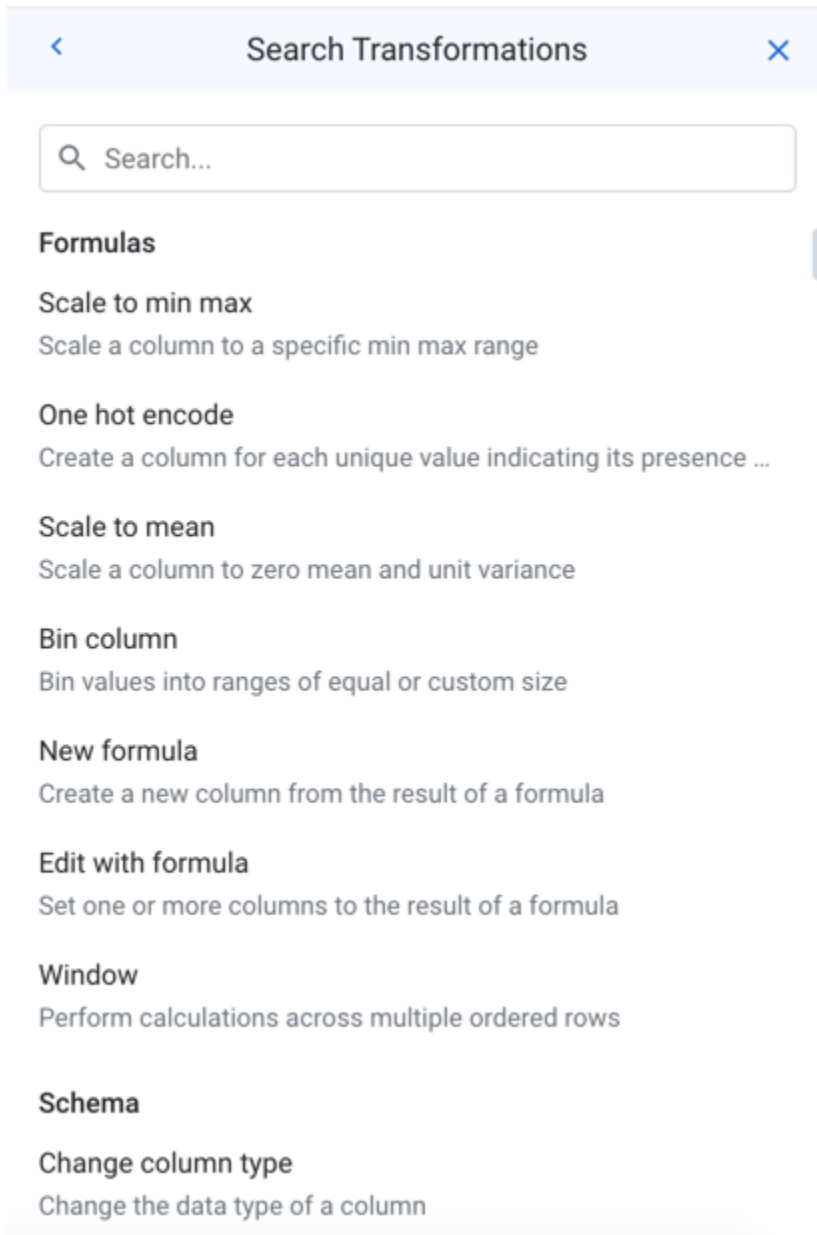 Search Transformations
Search...
Formulas
Scale to min max
Scale a column to a specific min max range
One hot encode
Create a column for each unique value indicating its presence ...
Scale to mean
Scale a column to zero mean and unit variance
Bin column
Bin values into ranges of equal or custom size
New formula
Create a new column from the result of a formula
Edit with formula
Set one or more columns to the result of a formula
Window
Perform calculations across multiple ordered rows
Schema
Change column type
Change the data type of a column